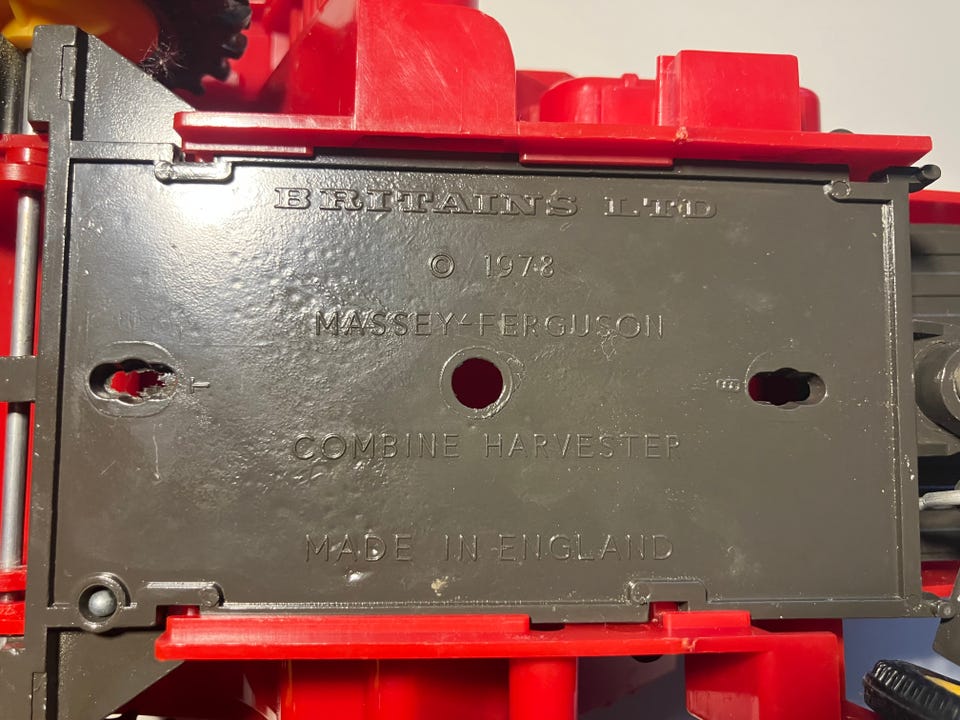 BRITAINS LTD
© 1978
MASSEY-FERGUSON
COMBINE HARVESTER
MADE IN ENGLAND